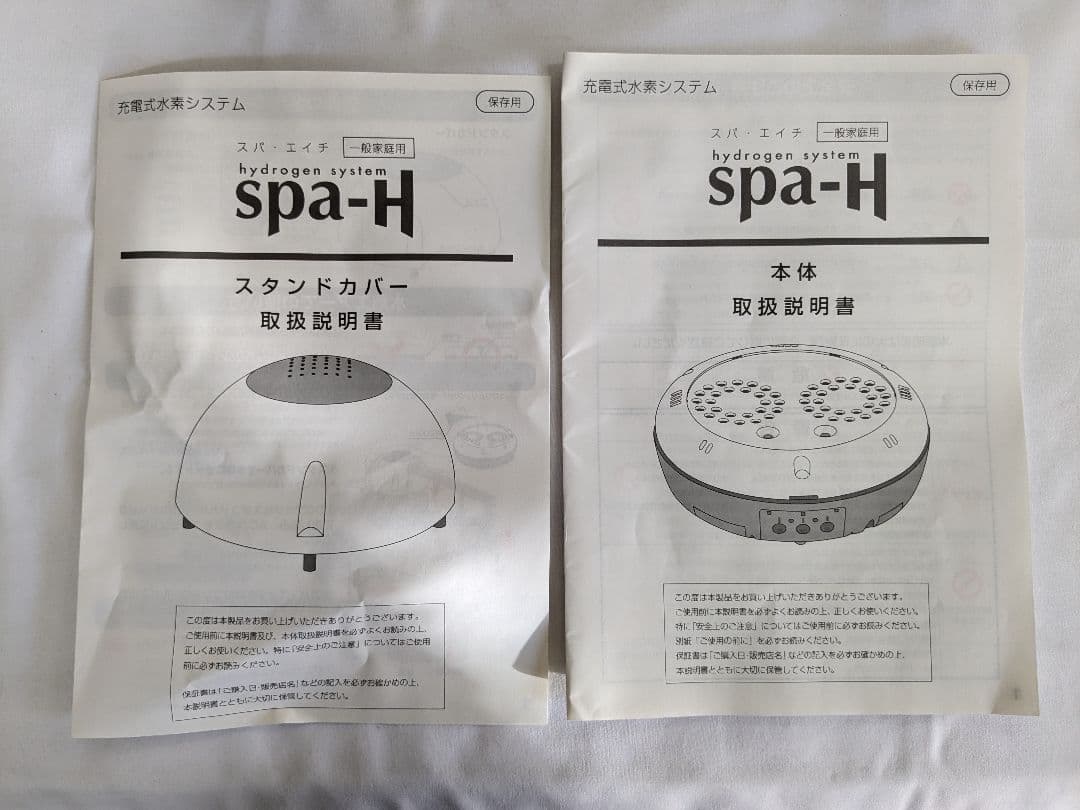 充電式水素システム
保存用
スパ・エイチ 一般家庭用
hydrogen system
spa-H
スタンドカバー
取扱説明書
この度は本製品をお買い上げいただきありがとうございます。
ご使用前に本説明書及び、本体取扱説明書を必ずよくお読みの上、
正しくお使いください。特に「安全上のご注意」についてはご使用
前に必ずお読みください。
保証書は「ご購入日・販売店名」などの記入を必ずお確かめの上、
本説明書とともに大切に保管してください。
充電式水素システム
保存用
スパ・エイチ 一般家庭用
hydrogen system
spa-H
本体
取扱説明書
この度は本製品をお買い上げいただきありがとうございます。
ご使用前に本説明書を必ずよくお読みの上、正しくお使いください。
特に「安全上のご注意」についてはご使用前に必ずお読みください。
別紙「ご使用の前に」を必ずお読みください。
保証書は「ご購入日・販売店名」などの記入を必ずお確かめの上、
本説明書とともに大切に保管してください。